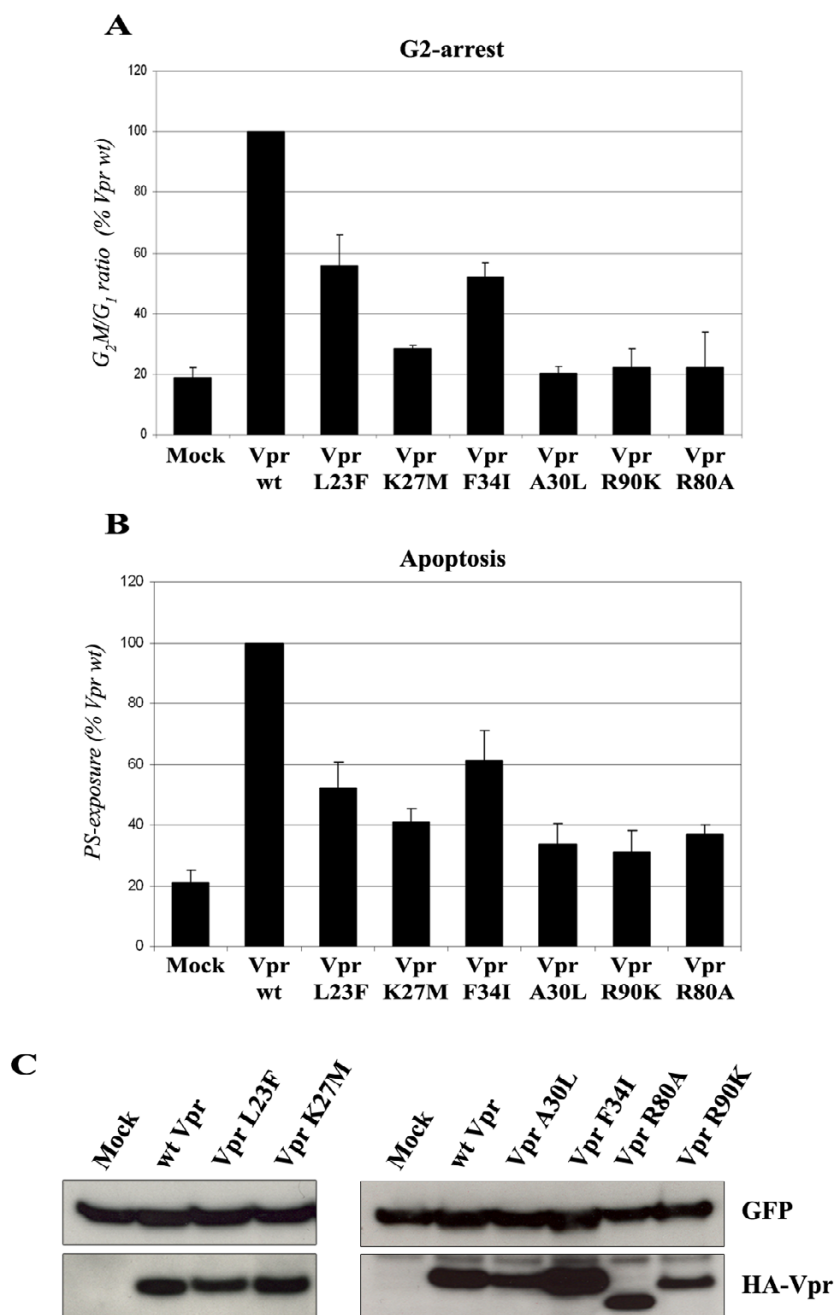 A
G2-arrest
120
100
80
60
40
20
0
G2M/G1 ratio (% Vpr wt)
Mock Vpr Vpr Vpr Vpr Vpr Vpr Vpr
wt L23F K27M F34I A30L R90K R80A
B
Apoptosis
120
100
80
60
40
20
0
PS-exposure (% Vpr wt)
Mock Vpr Vpr Vpr Vpr Vpr Vpr Vpr
wt L23F K27M F34I A30L R90K R80A
C
Mock
wt Vpr
Vpr L23F
Vpr K27M
Mock
wt Vpr
Vpr A30L
Vpr F34I
Vpr R80A
Vpr R90K
GFP
HA-Vpr